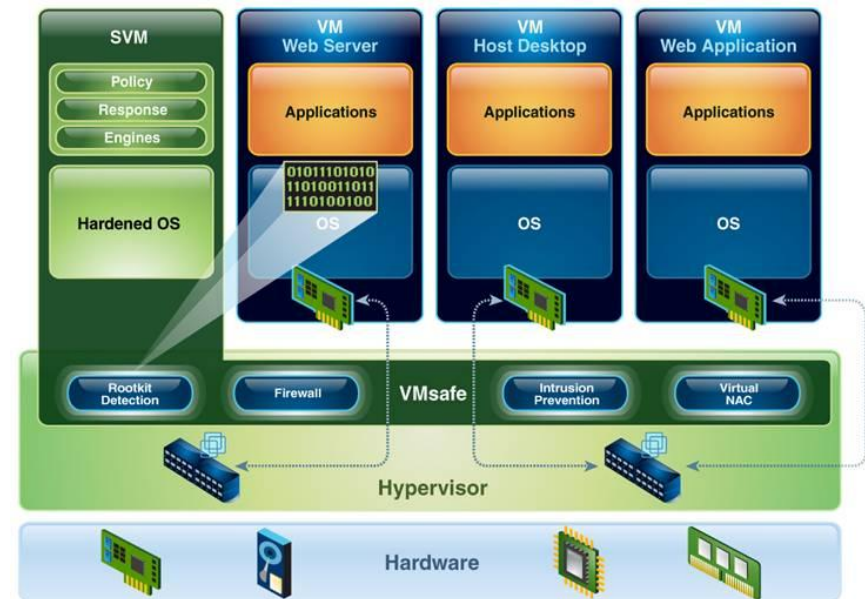 SVM
Policy
Response
Engines
Hardened OS
VM
Web Server
Applications
01011101010
11010011011
1110100100
OS
VM
Host Desktop
Applications
OS
VM
Web Application
Applications
OS
Rootkit
Detection
Firewall
VMsafe
Intrusion
Prevention
Virtual
NAC
Hypervisor
Hardware